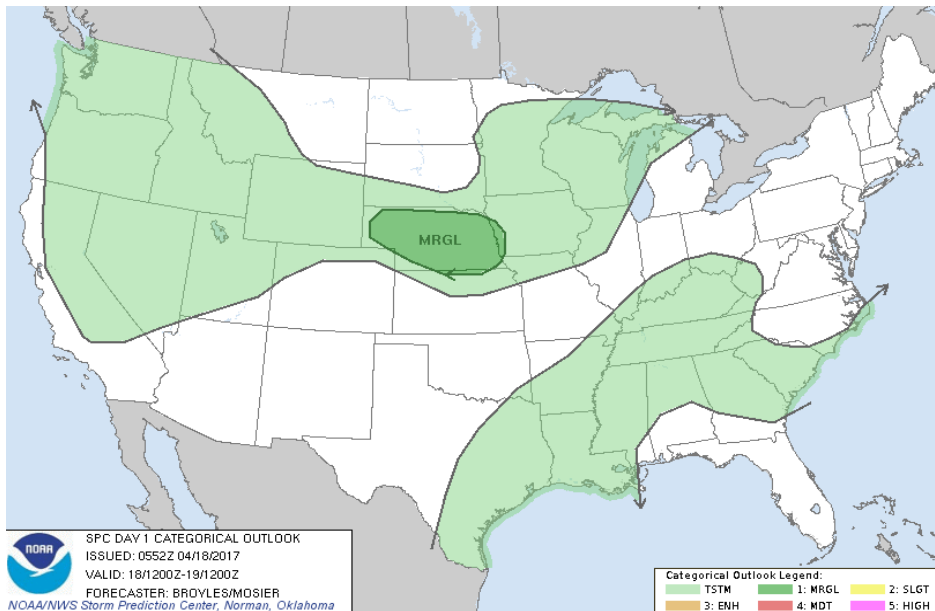 MRGL
SPC DAY 1 CATEGORICAL OUTLOOK
ISSUED: 0552Z 04/18/2017
VALID: 18/1200Z-19/1200Z
FORECASTER: BROYLES/MOSIER
NOAA/NWS Storm Prediction Center, Norman, Oklahoma
NOAA
Categorical Outlook Legend:
TSTM 1: MRGL 2: SLGT
3: ENH 4: MDT 5: HIGH